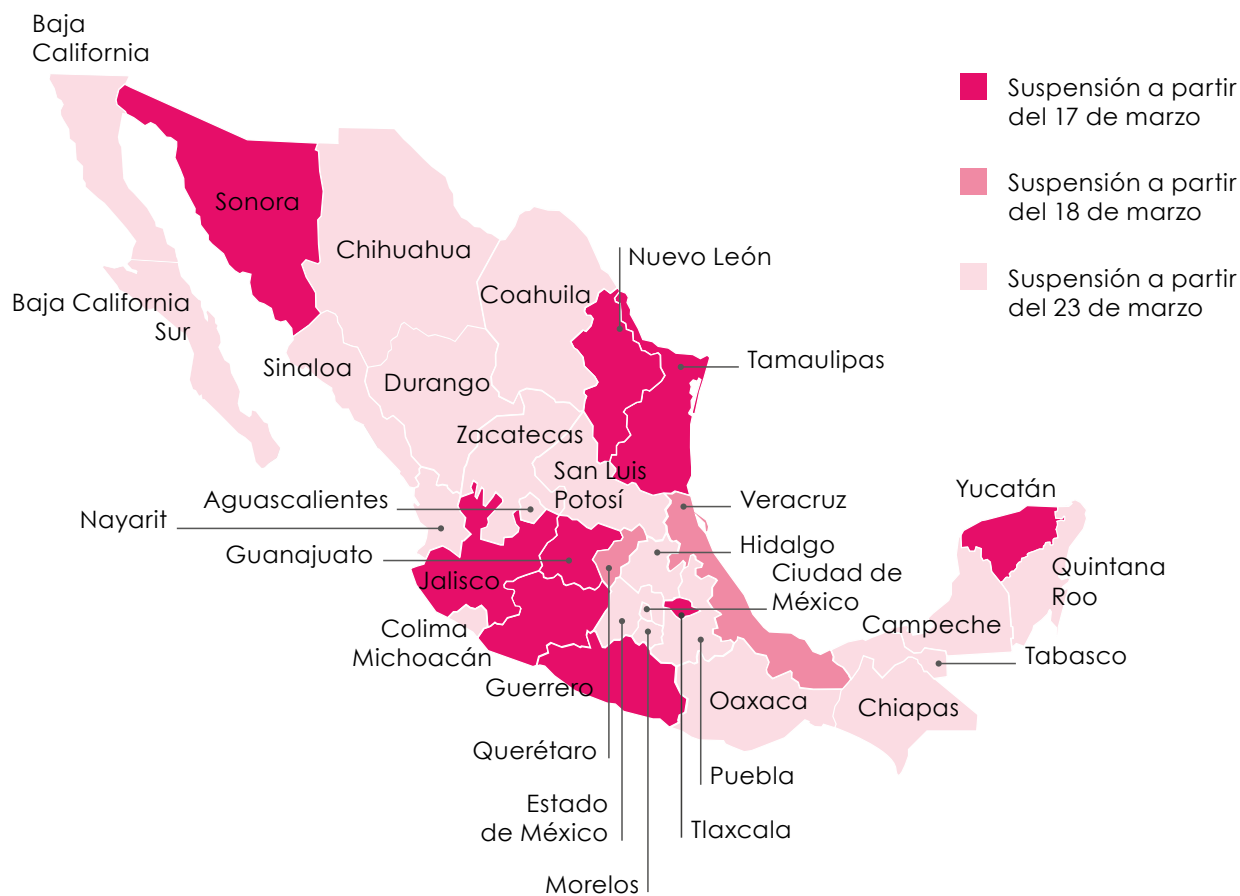 Baja
California
Suspensión a partir
del 17 de marzo
Suspensión a partir
del 18 de marzo
Suspensión a partir
del 23 de marzo
Sonora
Chihuahua
Nuevo León
Coahuila
Baja California
Sur
Sinaloa
Durango
Tamaulipas
Zacatecas
San Luis
Potosí
Aguascalientes
Nayarit
Veracruz
Yucatán
Guanajuato
Hidalgo
Ciudad de
México
Quintana
Roo
Jalisco
Colima
Michoacán
Campeche
Tabasco
Guerrero
Oaxaca
Chiapas
Querétaro
Puebla
Estado
de México
Tlaxcala
Morelos